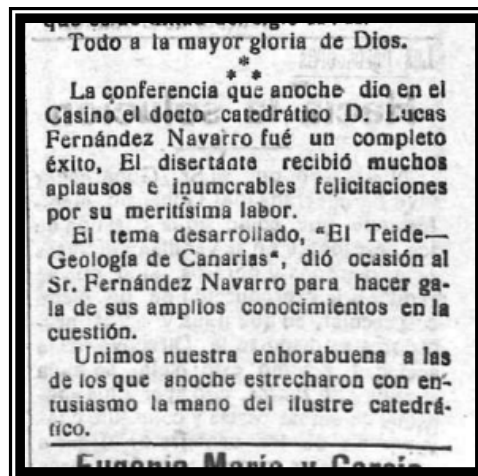 Todo a la mayor gloria de Dios.
*
* *
La conferencia que anoche dio en el
Casino el docto catedrático D. Lucas
Fernández Navarro fué un completo
éxito, El disertante recibió muchos
aplausos e inumerables felicitaciones
por su meritísima labor.
El tema desarrollado, "El Teide—
Geología de Canarias", dió ocasión al
Sr. Fernández Navarro para hacer ga-
la de sus amplios conocimientos en la
cuestión.
Unimos nuestra enhorabuena a las
de los que anoche estrecharon con en-
tusiasmo la mano del ilustre catedrá-
tico.
Eugenio María y García